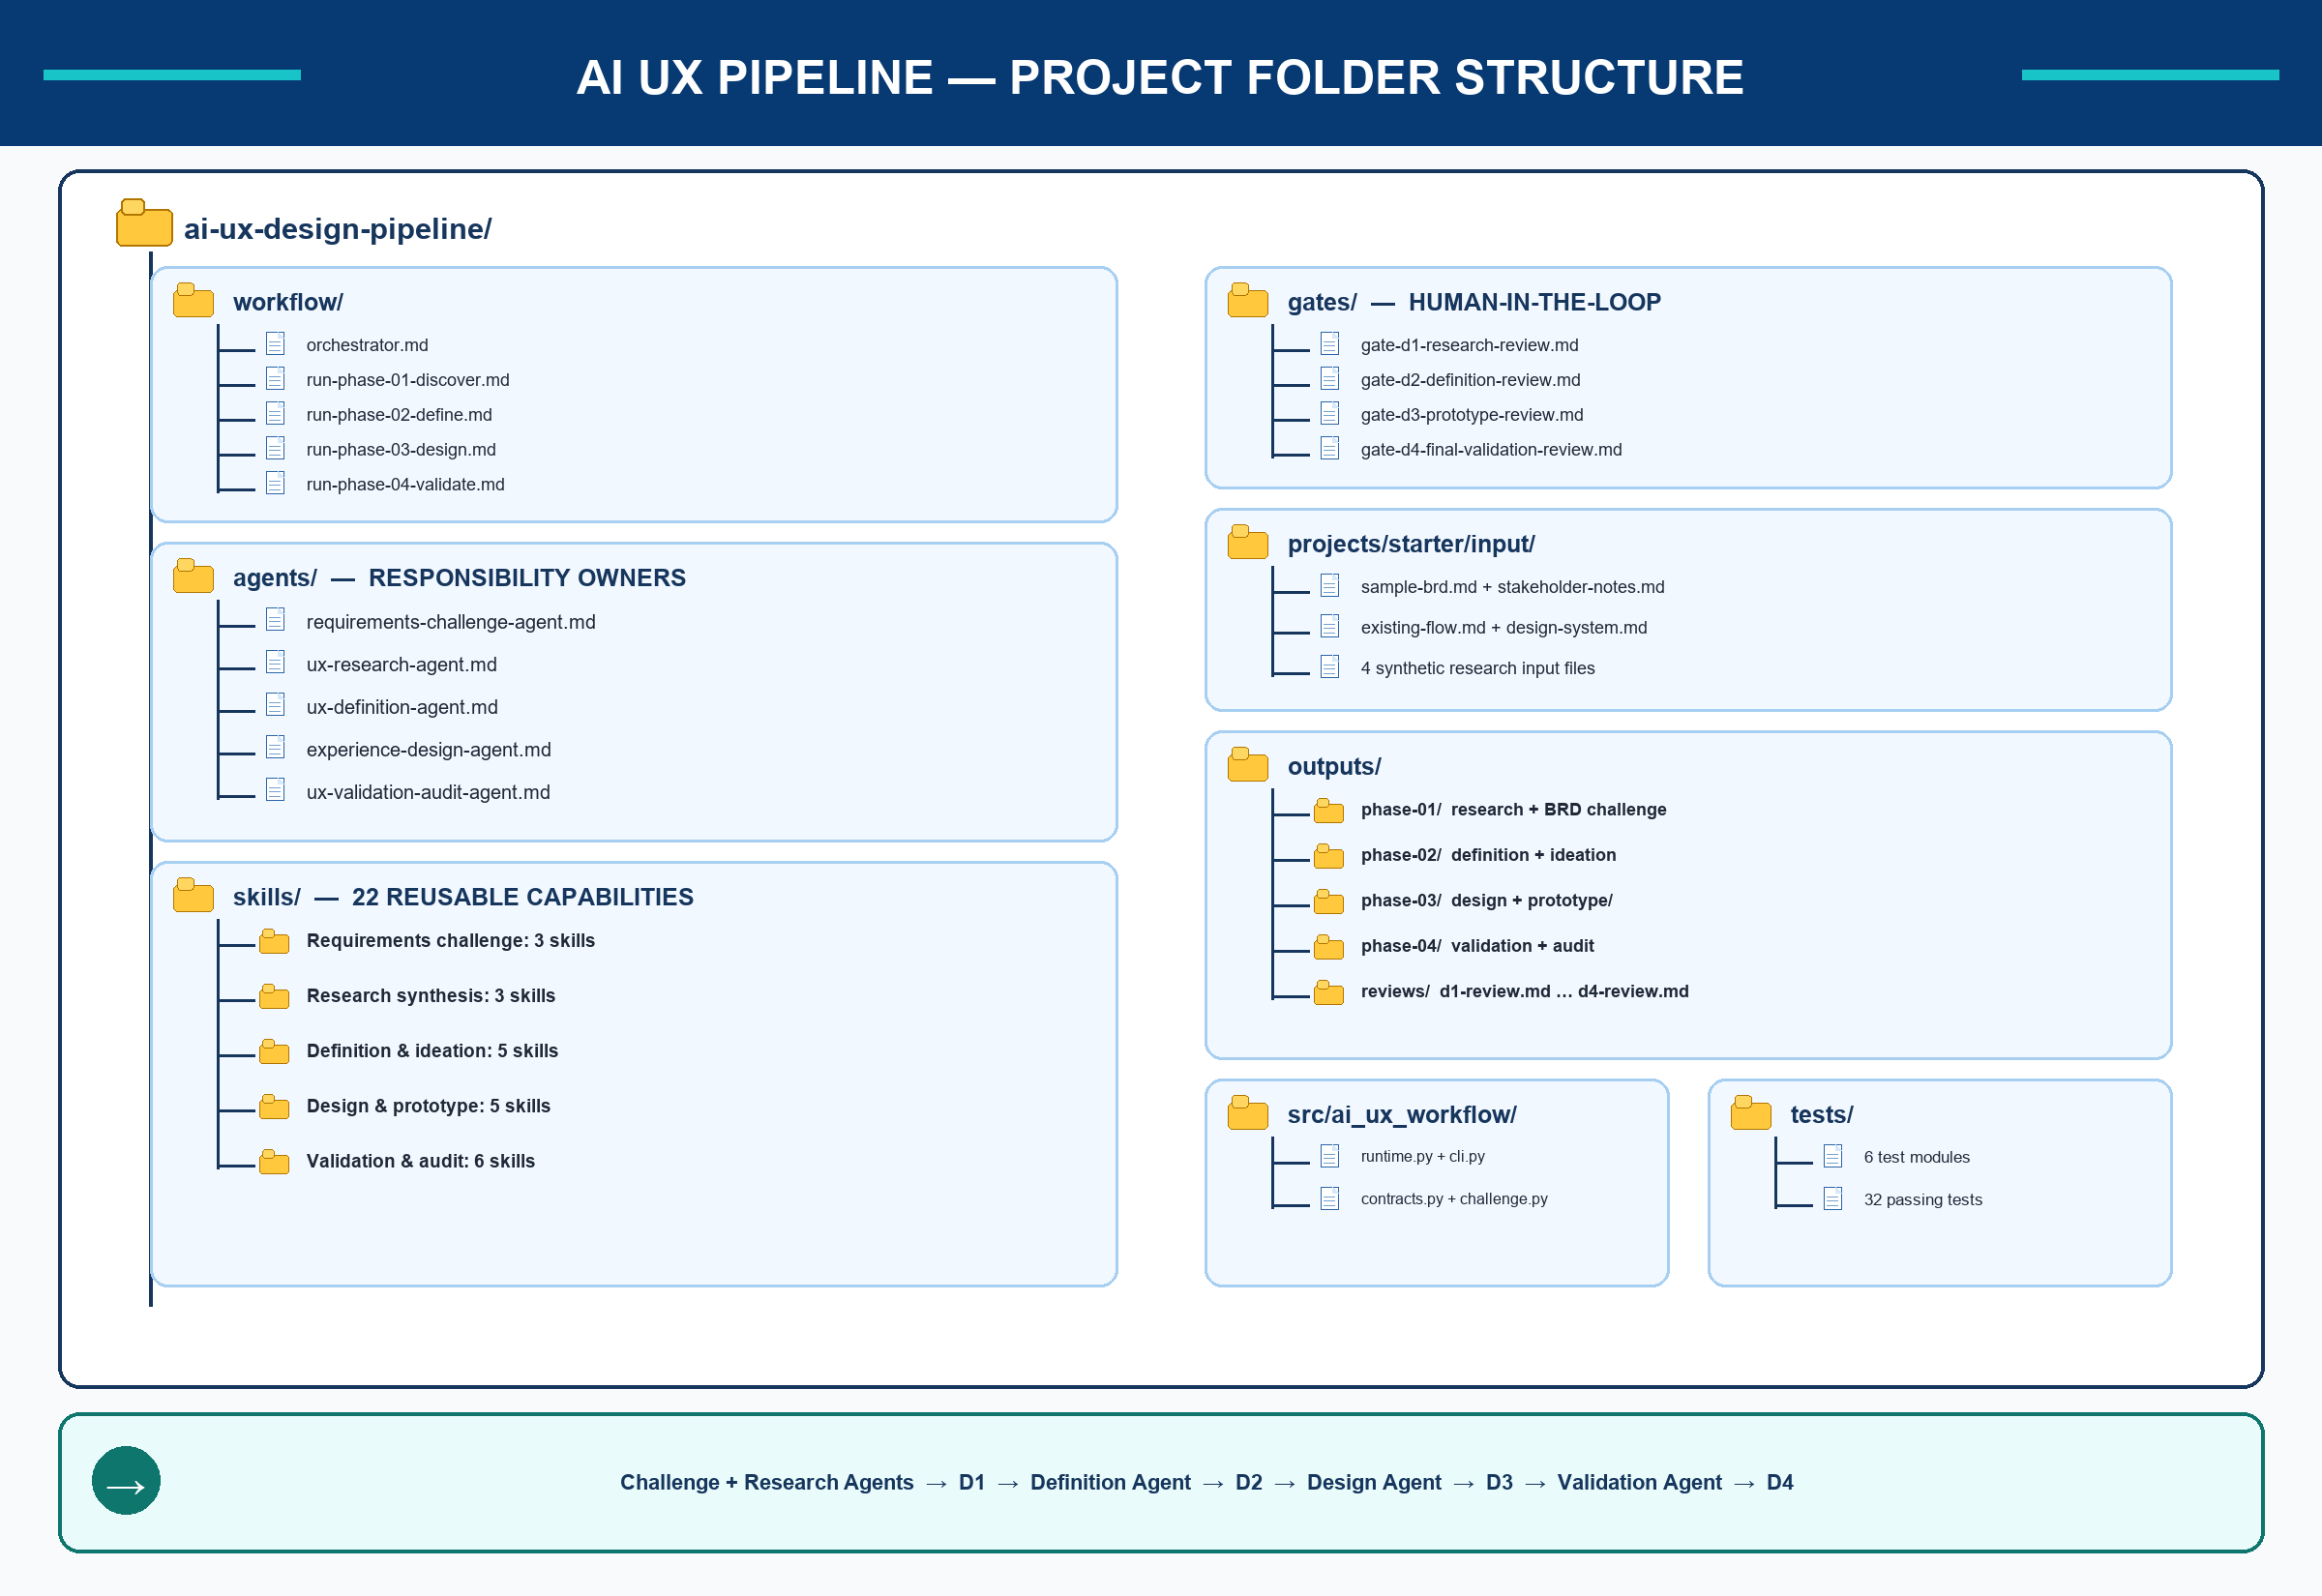 AI UX PIPELINE — PROJECT FOLDER STRUCTURE
ai-ux-design-pipeline/
workflow/
orchestrator.md
run-phase-01-discover.md
run-phase-02-define.md
run-phase-03-design.md
run-phase-04-validate.md
agents/ — RESPONSIBILITY OWNERS
requirements-challenge-agent.md
ux-research-agent.md
ux-definition-agent.md
experience-design-agent.md
ux-validation-audit-agent.md
skills/ — 22 REUSABLE CAPABILITIES
Requirements challenge: 3 skills
Research synthesis: 3 skills
Definition & ideation: 5 skills
Design & prototype: 5 skills
Validation & audit: 6 skills
gates/ — HUMAN-IN-THE-LOOP
gate-d1-research-review.md
gate-d2-definition-review.md
gate-d3-prototype-review.md
gate-d4-final-validation-review.md
projects/starter/input/
sample-brd.md + stakeholder-notes.md
existing-flow.md + design-system.md
4 synthetic research input files
outputs/
phase-01/ research + BRD challenge
phase-02/ definition + ideation
phase-03/ design + prototype/
phase-04/ validation + audit
reviews/ d1-review.md … d4-review.md
src/ai_ux_workflow/
runtime.py + cli.py
contracts.py + challenge.py
tests/
6 test modules
32 passing tests
→
Challenge + Research Agents → D1 → Definition Agent → D2 → Design Agent → D3 → Validation Agent → D4